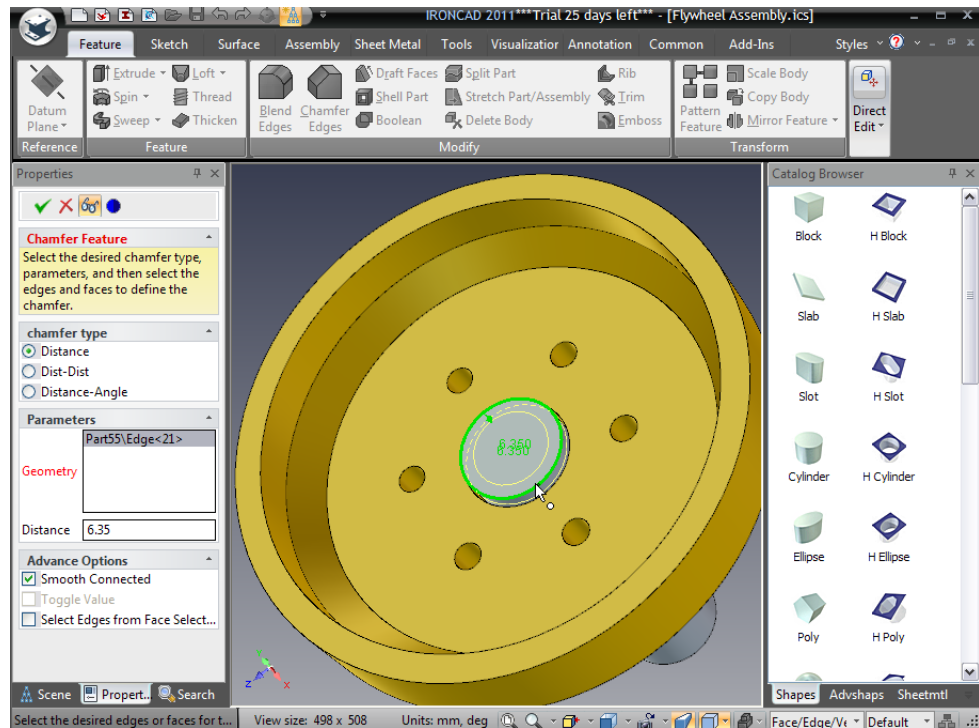 IRONCAD 2011***Trial 25 days left*** - [Flywheel Assembly.ics]
Feature Sketch Surface Assembly Sheet Metal Tools Visualization Annotation Common Add-Ins Styles
Extrude Loft Draft Faces Split Part Rib Scale Body
Spin Thread Shell Part Stretch Part/Assembly Trim Copy Body
Sweep Thicken Boolean Delete Body Emboss Mirror Feature
Datum Plane
Blend Edges
Chamfer Edges
Pattern Feature
Direct Edit
Reference Feature Modify Transform
Properties
Chamfer Feature
Select the desired chamfer type,
parameters, and then select the
edges and faces to define the
chamfer.
chamfer type
Distance
Dist-Dist
Distance-Angle
Parameters
Part55\Edge<21>
Geometry
Distance 6.35
Advance Options
Smooth Connected
Toggle Value
Select Edges from Face Select...
Scene Propert... Search
6.350
6.350
z
x
Catalog Browser
Block H Block
Slab H Slab
Slot H Slot
Cylinder H Cylinder
Ellipse H Ellipse
Poly H Poly
Shapes Advshaps Sheetmtl
Select the desired edges or faces for t... View size: 498 x 508 Units: mm, deg Face/Edge/Ve Default